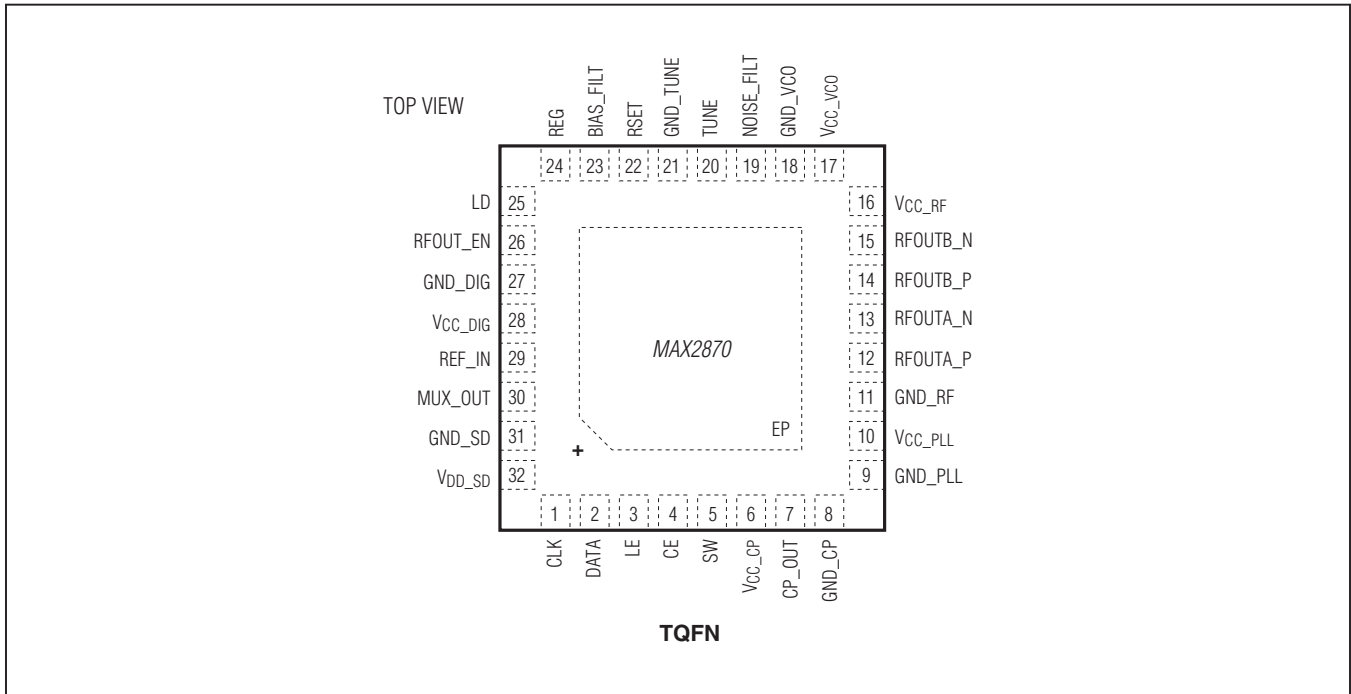 TOP VIEW
REG
BIAS_FILT
RSET
GND_TUNE
TUNE
NOISE_FILT
GND_VCO
VCC_VCO
24 23 22 21 20 19 18 17
LD 25
RFOUT_EN 26
GND_DIG 27
VCC_DIG 28
REF_IN 29
MUX_OUT 30
GND_SD 31
VDD_SD 32
MAX2870
EP
+
16 VCC_RF
15 RFOUTB_N
14 RFOUTB_P
13 RFOUTA_N
12 RFOUTA_P
11 GND_RF
10 VCC_PLL
9 GND_PLL
1 2 3 4 5 6 7 8
CLK
DATA
LE
CE
SW
VCC_CP
CP_OUT
GND_CP
TQFN